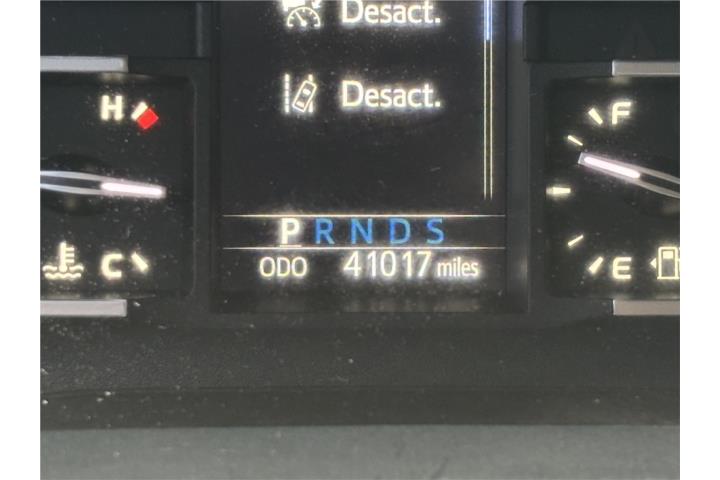 Desact.
Desact.
H
F
P R N D S
C
ODO 41017 miles
E